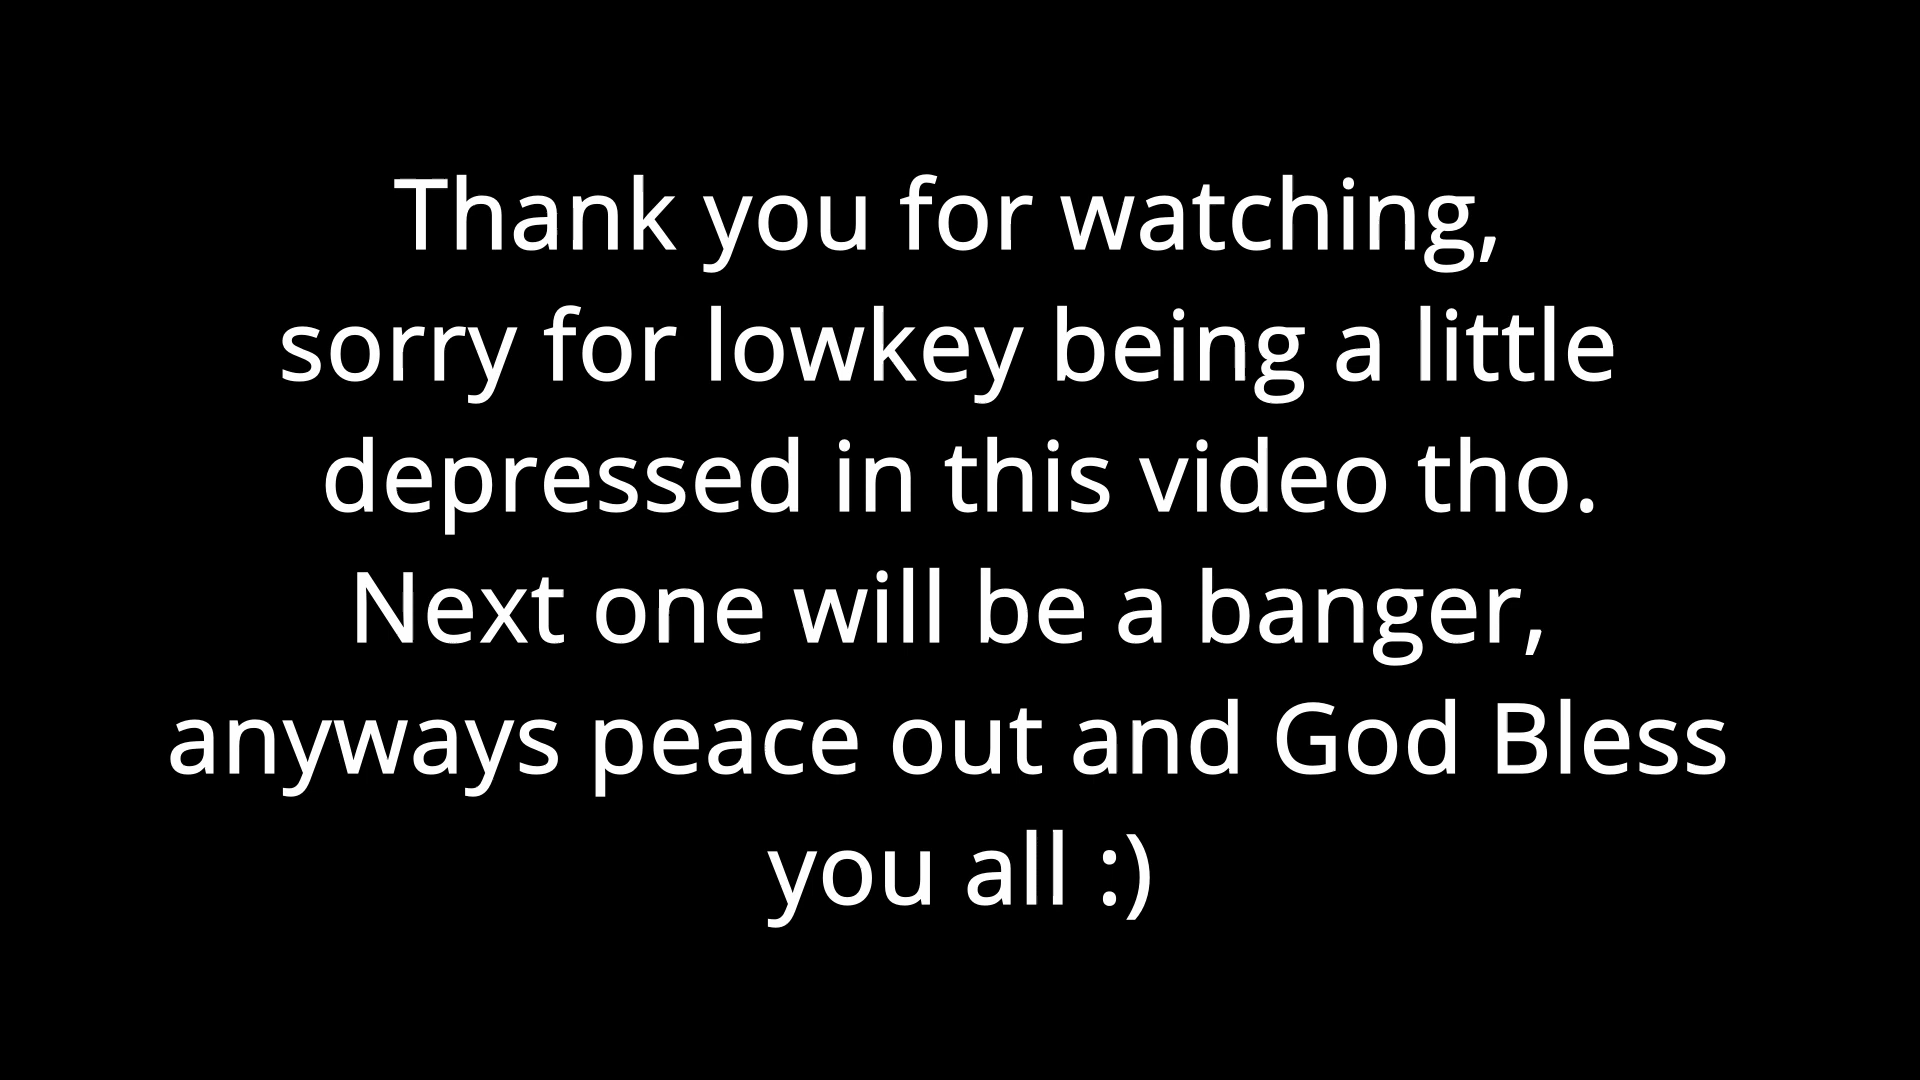 Thank you for watching,
sorry for lowkey being a little
depressed in this video tho.
Next one will be a banger,
anyways peace out and God Bless
you all :)